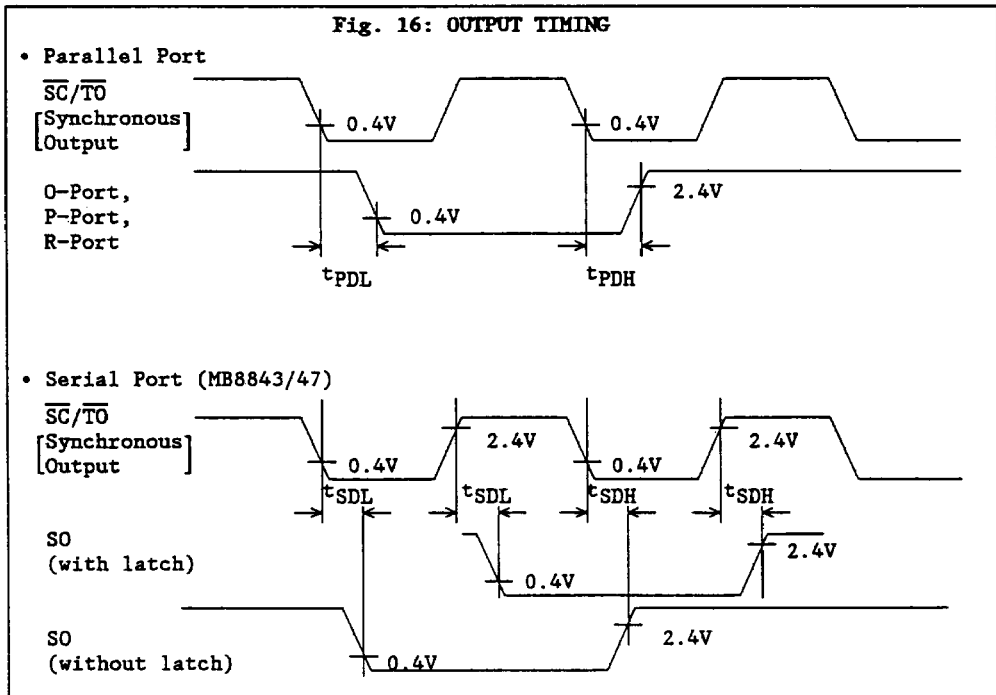 Fig. 16: OUTPUT TIMING
• Parallel Port
SC/TO
[Synchronous Output]
0.4V
0.4V
O-Port,
P-Port,
R-Port
0.4V
2.4V
tPDL
tPDH
• Serial Port (MB8843/47)
SC/TO
[Synchronous Output]
0.4V
2.4V
0.4V
2.4V
tSDL
tSDL
tSDH
tSDH
SO
(with latch)
0.4V
2.4V
SO
(without latch)
0.4V
2.4V